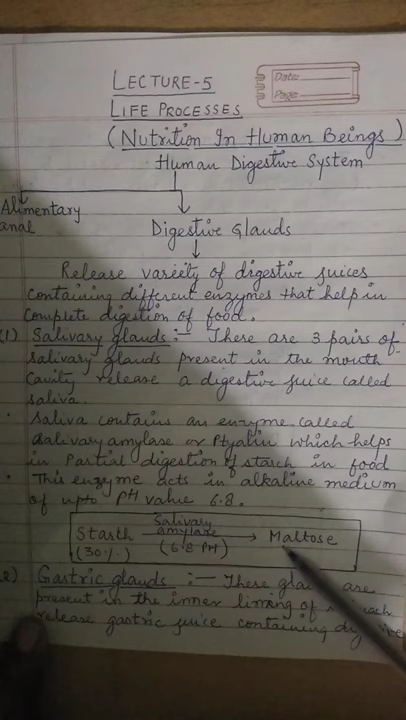 LECTURE-5
Date:
Page:
LIFE PROCESSES
(Nutrition In Human Beings)
Human Digestive System
Alimentary
anal
Digestive Glands
Release varieety of digestive juices
containing different enzymes that help in
complete digestion of food.
(1) Salivary glands:- There are 3 pairs of
salivary glands present in the mouth
cavity release a digestive juice called
saliva.
• Saliva contains an enzyme called
salivary amylase or Ptyalin which helps
in Partial digestion of starch in food
• This enzyme acts in alkaline medium
of upto PH value 6.8.
Starth Salivary amylase → Maltose
(30%) (6.8 PH)
Gastric glands :- These are
present in the inner lining of
release gastric juice containing